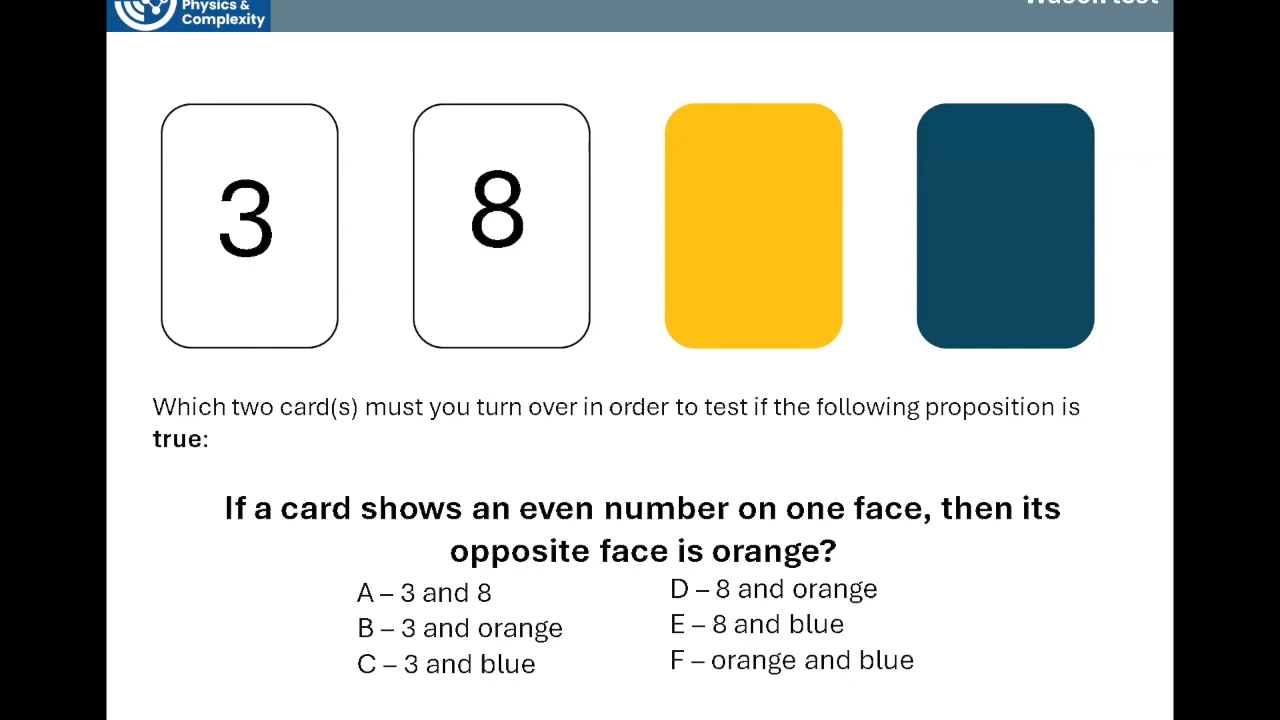 Physics &
Complexity
Wason test
3
8
Which two card(s) must you turn over in order to test if the following proposition is
true:
If a card shows an even number on one face, then its
opposite face is orange?
A – 3 and 8
B – 3 and orange
C – 3 and blue
D – 8 and orange
E – 8 and blue
F – orange and blue